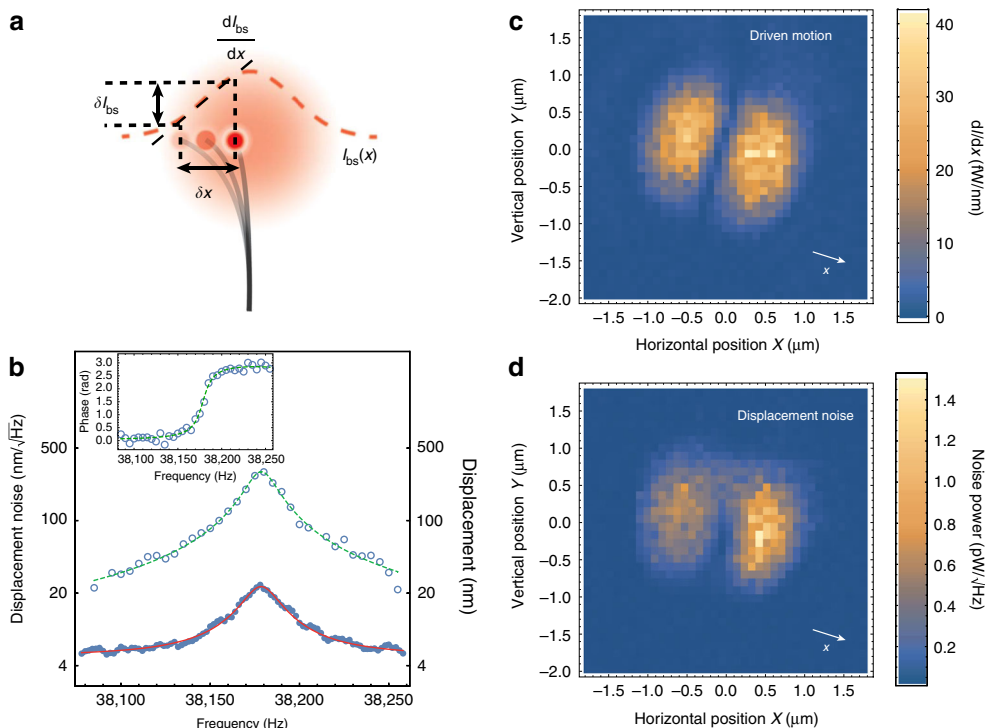 a
dI_bs
dx
δI_bs
δx
I_bs(x)
b
Displacement noise (nm/√Hz)
500
100
20
4
Phase (rad)
3.0
2.5
2.0
1.5
1.0
0.5
0.0
38,100 38,150 38,200 38,250
Frequency (Hz)
500
100
20
4
Displacement (nm)
38,100 38,150 38,200 38,250
Frequency (Hz)
c
Vertical position Y (μm)
1.5
1.0
0.5
0.0
−0.5
−1.0
−1.5
−2.0
Driven motion
x
−1.5 −1.0 −0.5 0.0 0.5 1.0 1.5
Horizontal position X (μm)
40
30
20
10
0
dI/dx (fW/nm)
d
Vertical position Y (μm)
1.5
1.0
0.5
0.0
−0.5
−1.0
−1.5
−2.0
Displacement noise
x
−1.5 −1.0 −0.5 0.0 0.5 1.0 1.5
Horizontal position X (μm)
1.4
1.2
1.0
0.8
0.6
0.4
0.2
Noise power (pW/√Hz)